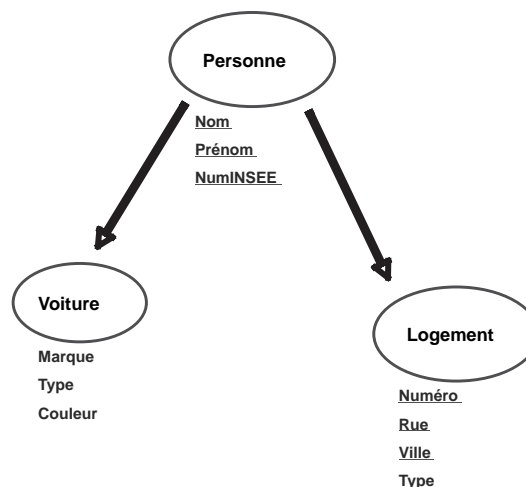 Personne
Nom
Prénom
NumINSEE
Voiture
Marque
Type
Couleur
Logement
Numéro
Rue
Ville
Type